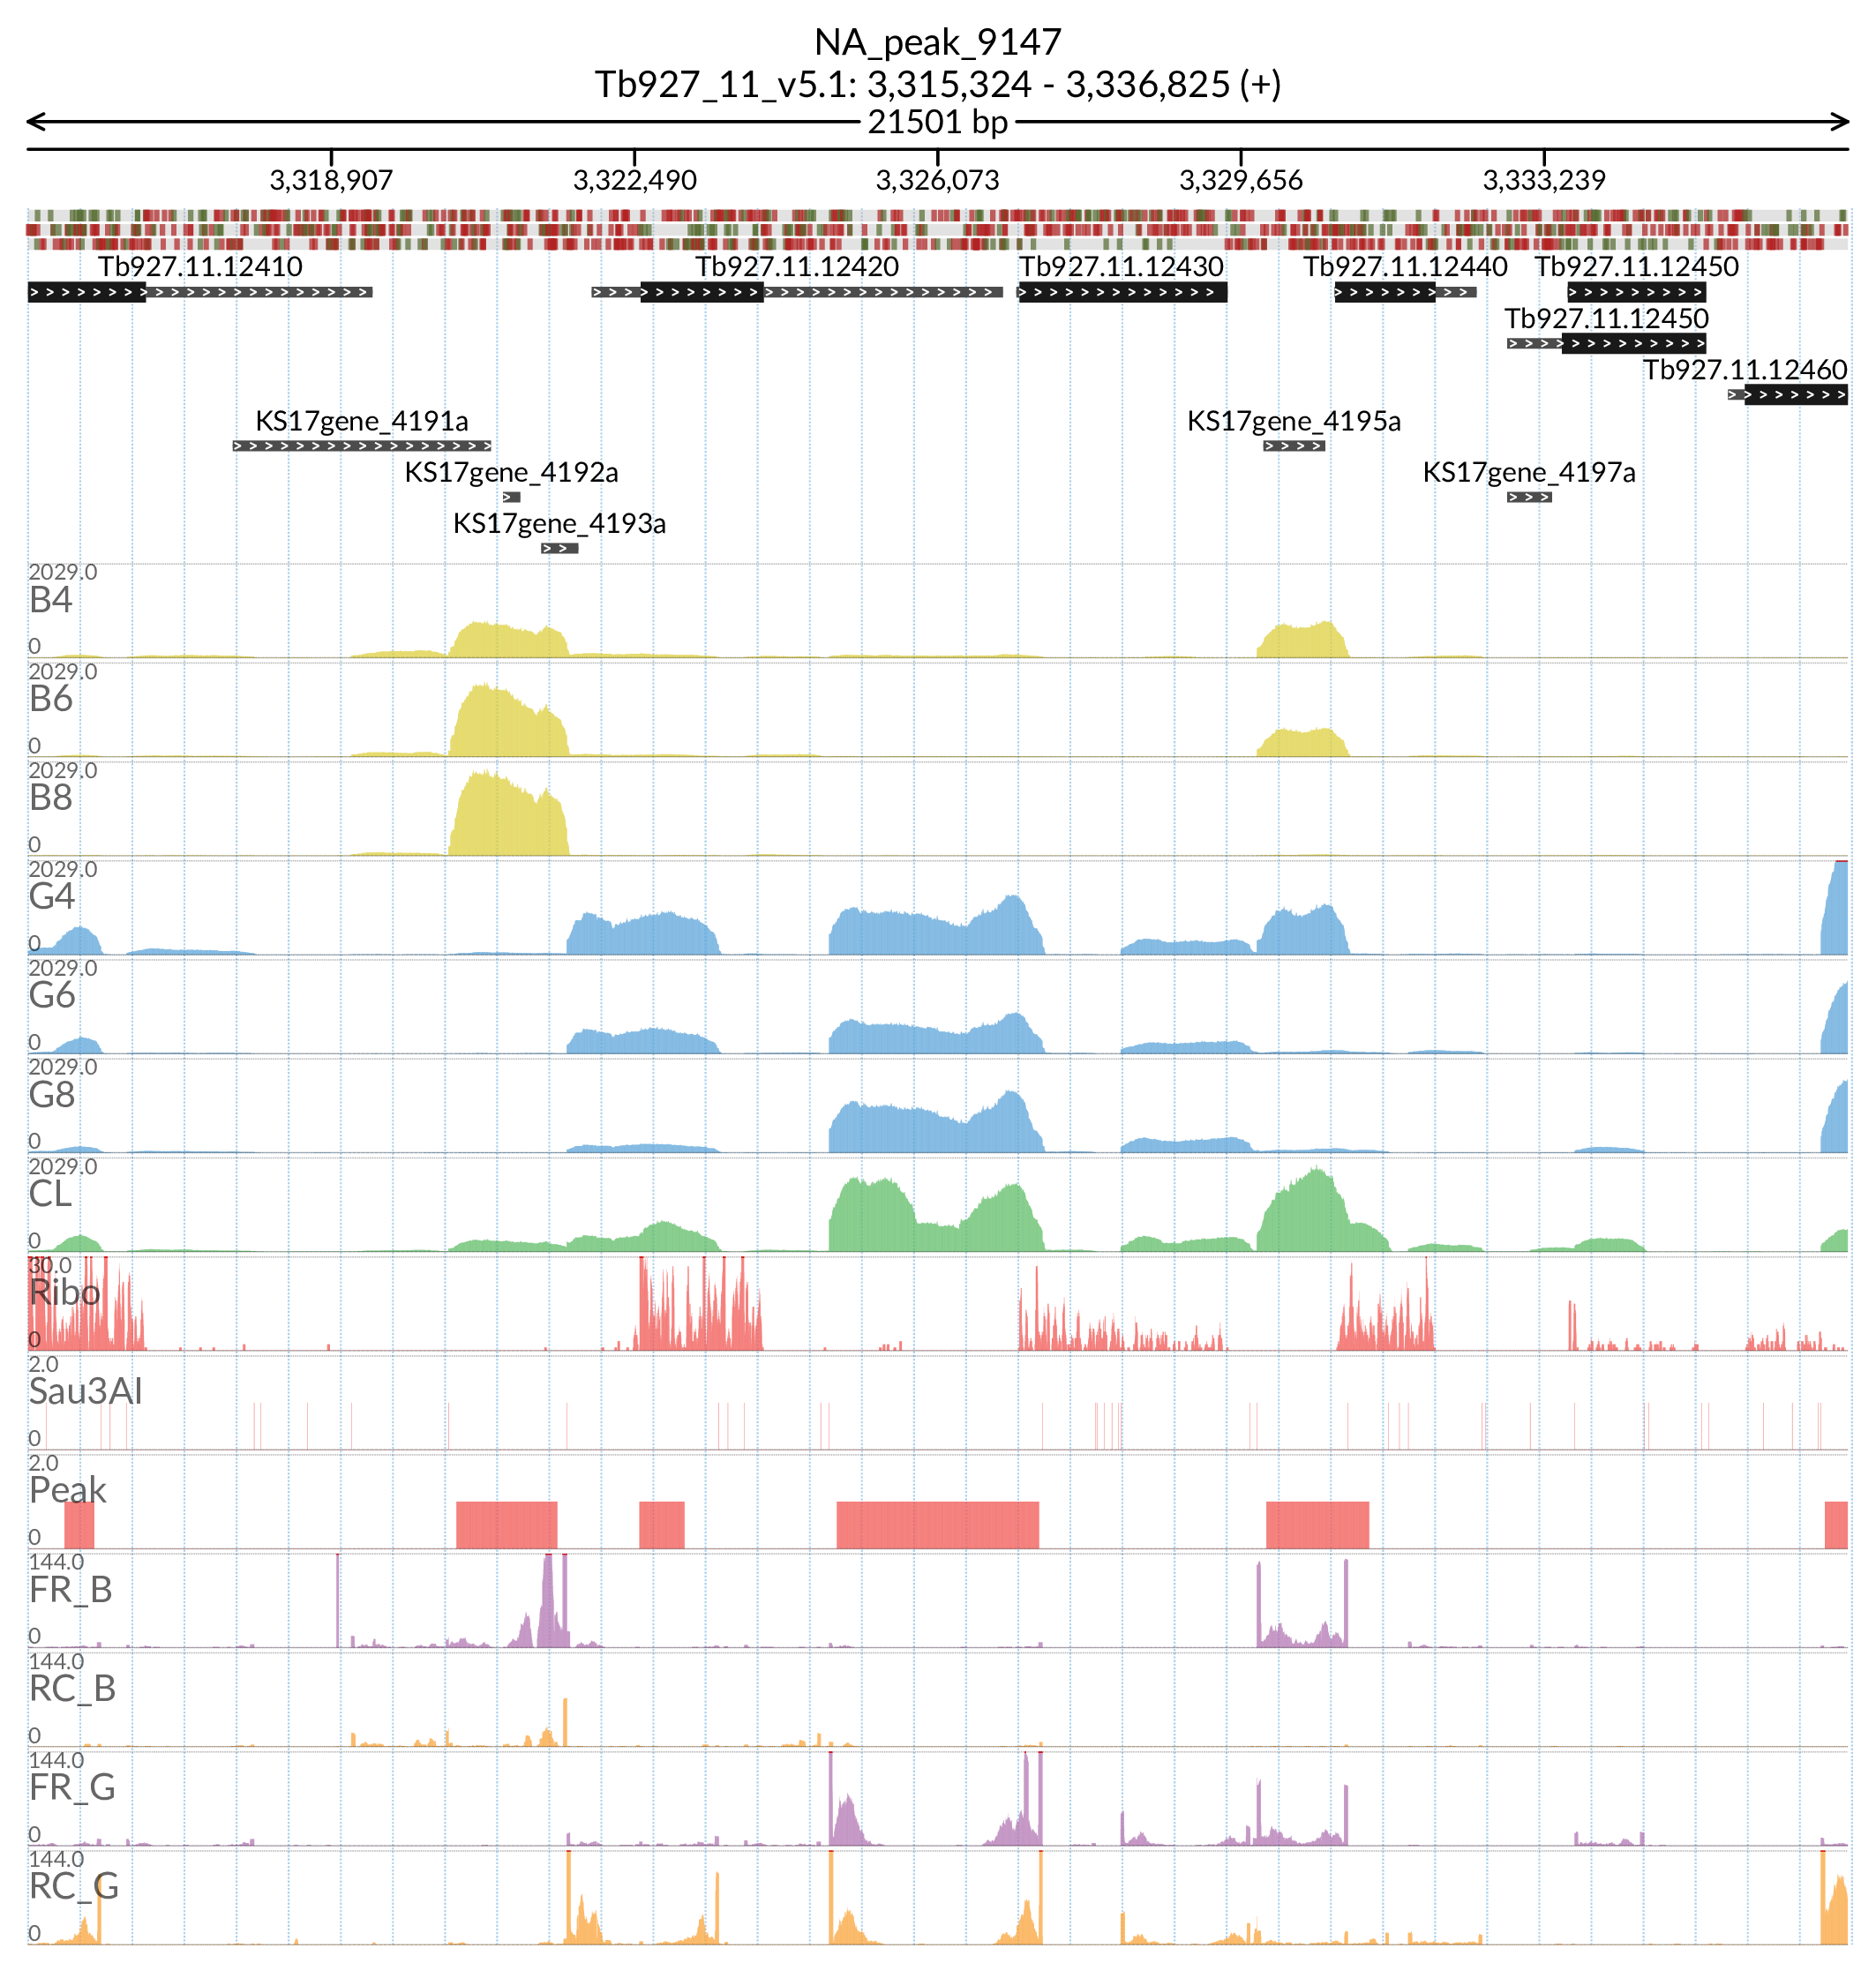 NA_peak_9147
Tb927_11_v5.1: 3,315,324 - 3,336,825 (+)
21501 bp
3,318,907 3,322,490 3,326,073 3,329,656 3,333,239
Tb927.11.12410 Tb927.11.12420 Tb927.11.12430 Tb927.11.12440 Tb927.11.12450
Tb927.11.12450
Tb927.11.12460
KS17gene_4191a KS17gene_4195a
KS17gene_4192a KS17gene_4197a
KS17gene_4193a
2029.0
B4
0
2029.0
B6
0
2029.0
B8
0
2029.0
G4
0
2029.0
G6
0
2029.0
G8
0
2029.0
CL
0
30.0
Ribo
0
2.0
Sau3AI
0
2.0
Peak
0
144.0
FR_B
0
144.0
RC_B
0
144.0
FR_G
0
144.0
RC_G
0